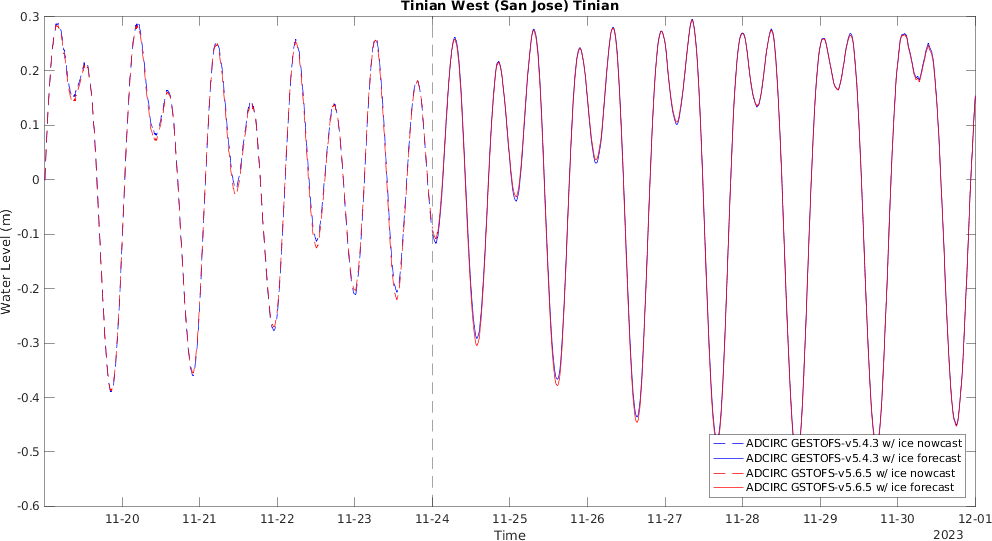 Tinian West (San Jose) Tinian
0.3
0.2
0.1
0
-0.1
-0.2
-0.3
-0.4
-0.5
-0.6
Water Level (m)
ADCIRC GESTOFS-v5.4.3 w/ ice nowcast
ADCIRC GESTOFS-v5.4.3 w/ ice forecast
ADCIRC GSTOFS-v5.6.5 w/ ice nowcast
ADCIRC GSTOFS-v5.6.5 w/ ice forecast
11-20 11-21 11-22 11-23 11-24 11-25 11-26 11-27 11-28 11-29 11-30 12-01
Time
2023